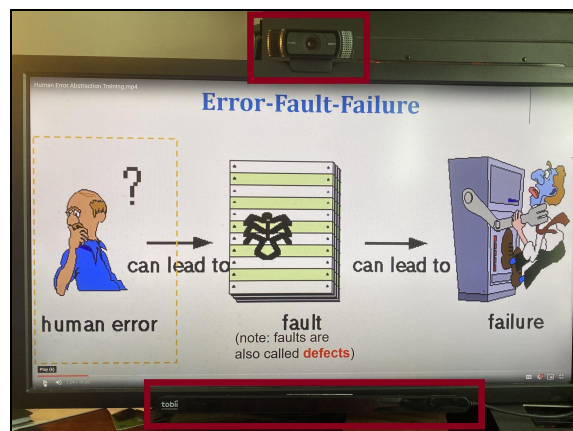 Human Error Abstraction Training.mp4
Error-Fault-Failure
?
can lead to
can lead to
human error
fault
failure
(note: faults are
also called defects)
Play (k)
tobii